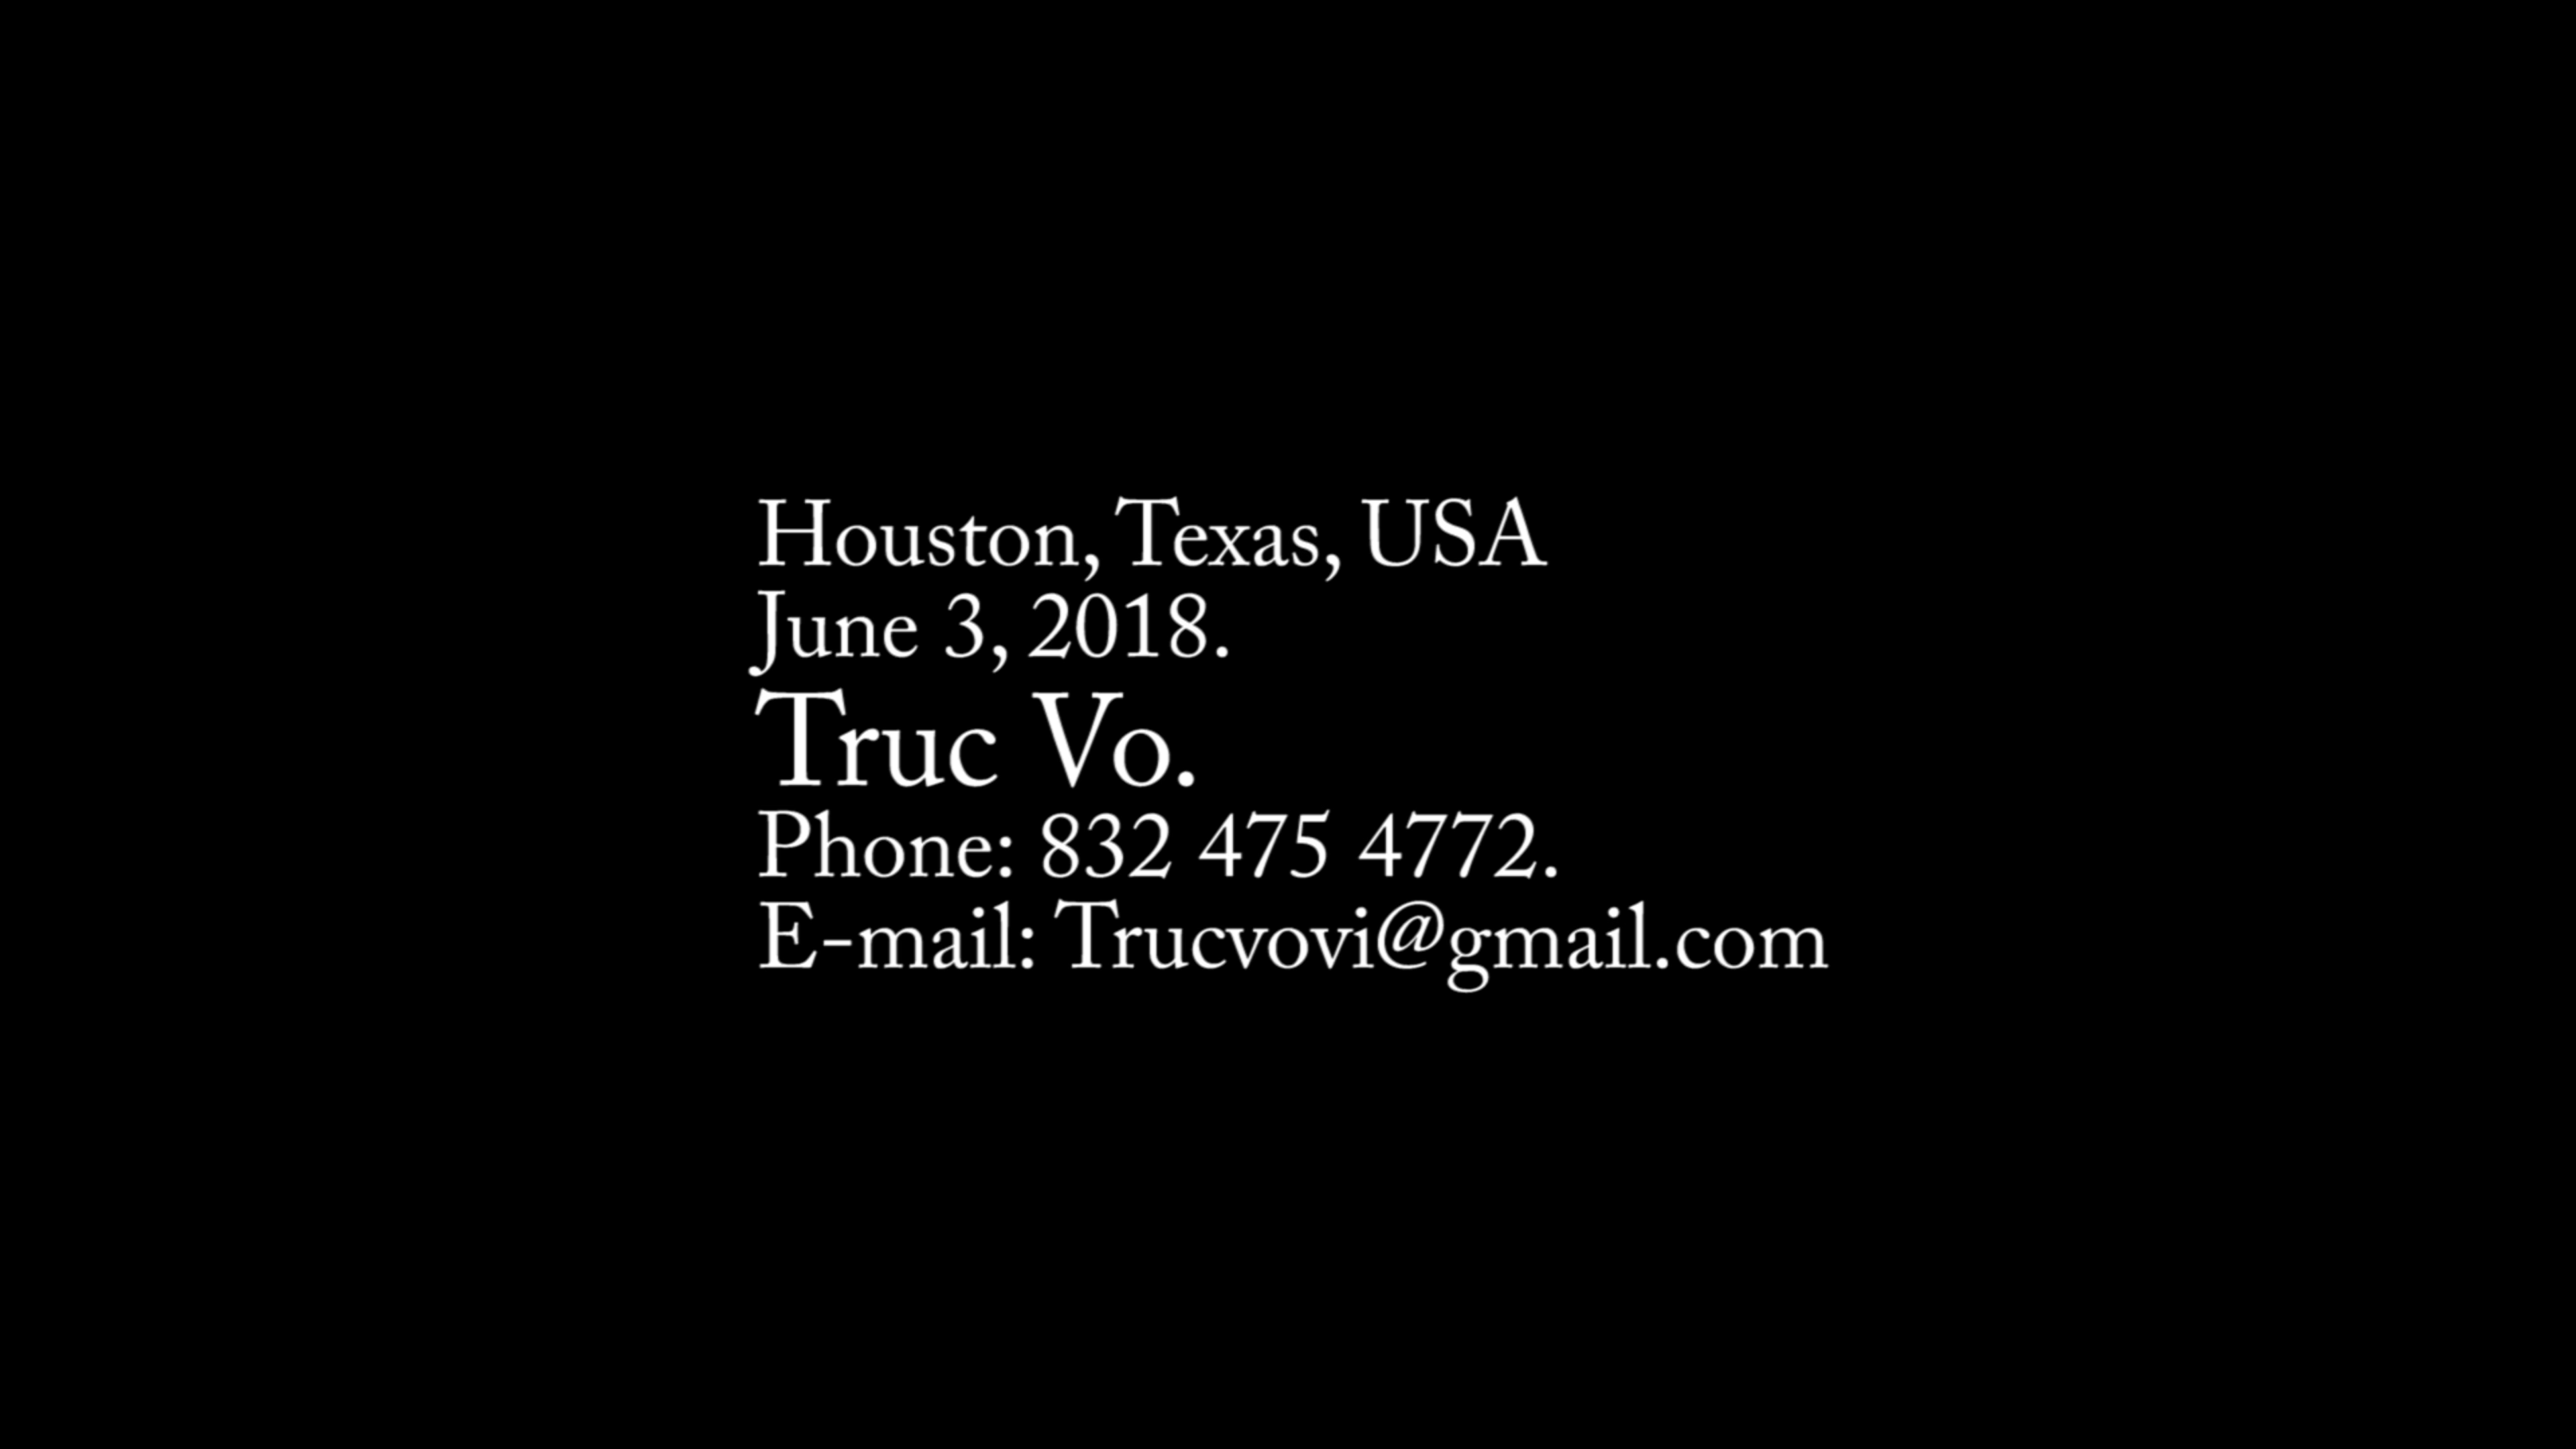 Houston, Texas, USA
June 3, 2018.
Truc Vo.
Phone: 832 475 4772.
E-mail: Trucvovi@gmail.com